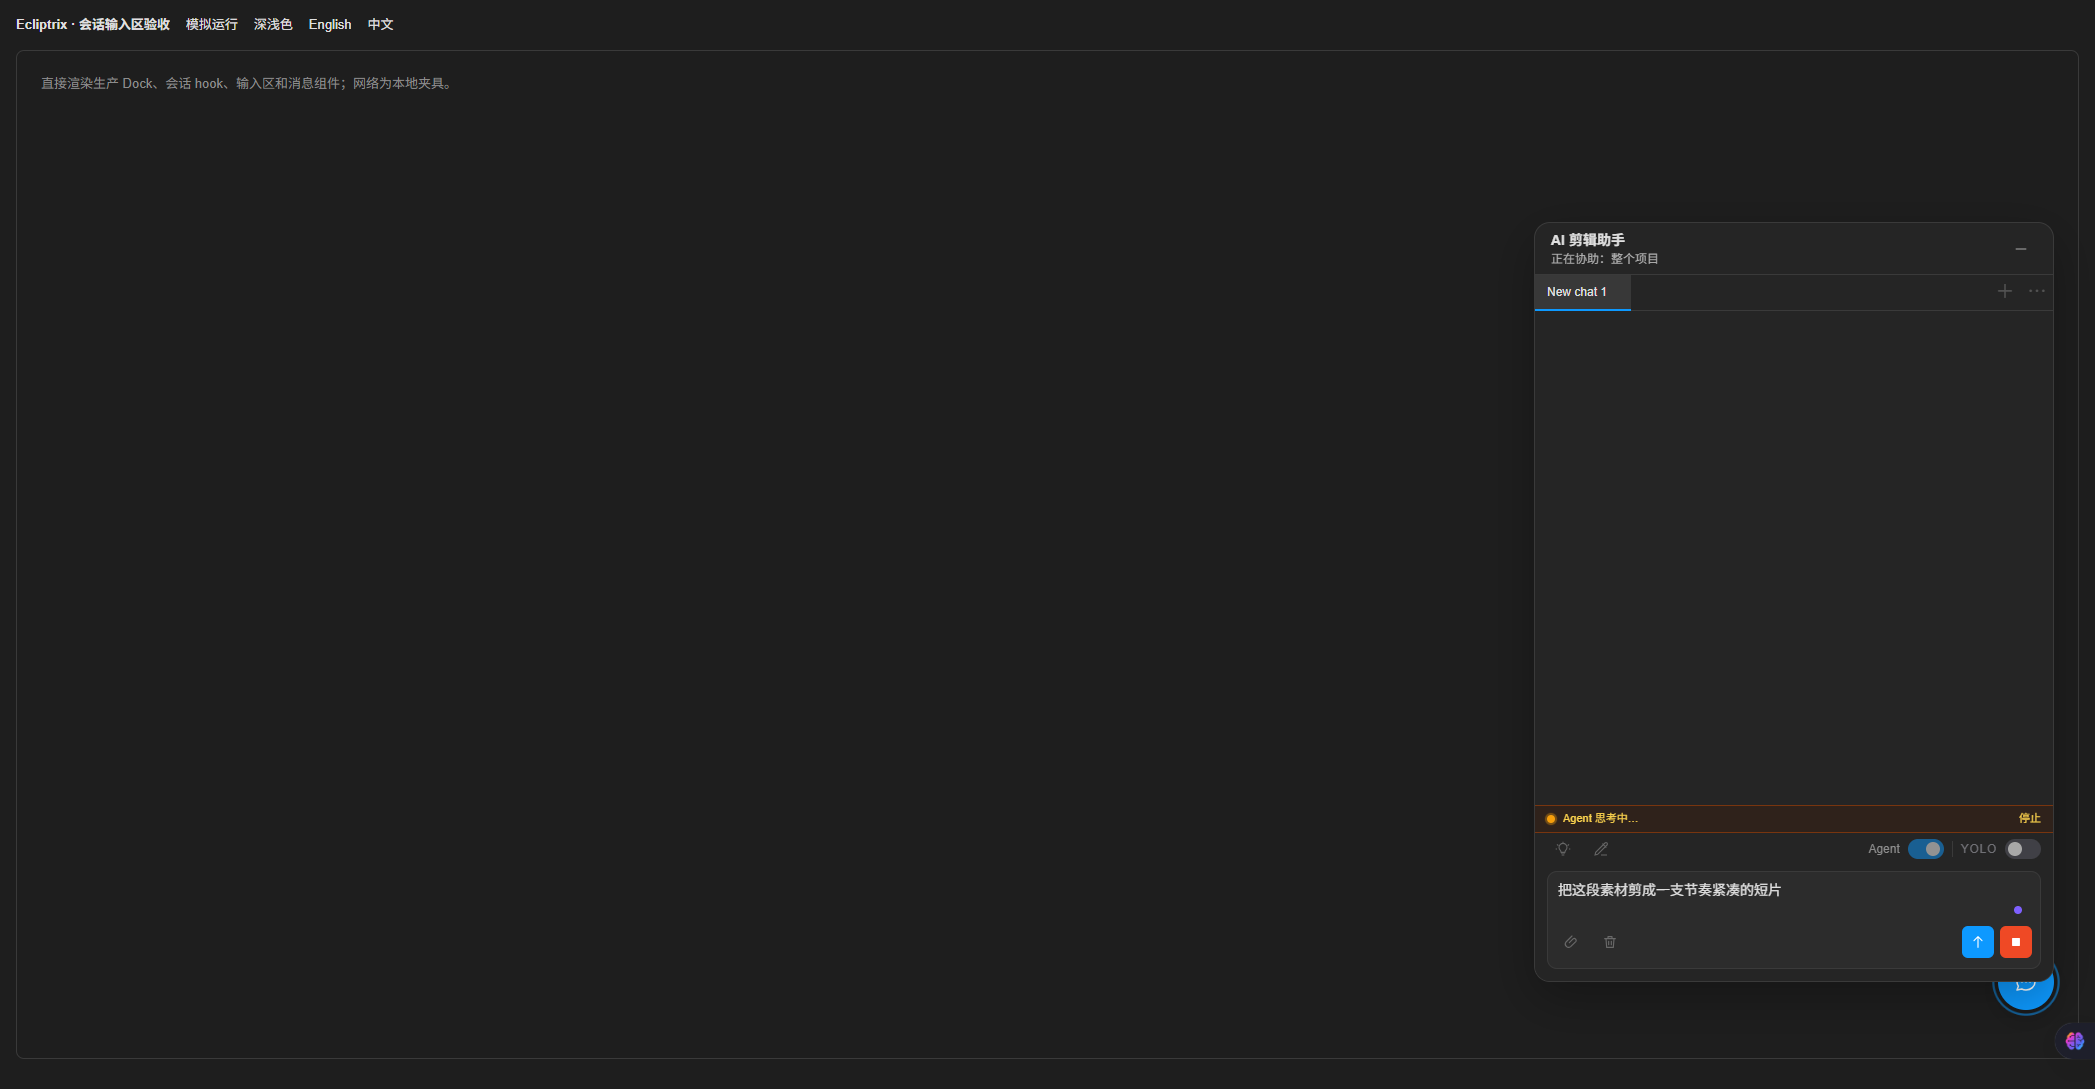 Ecliptrix · 会话输入区验收 模拟运行 深浅色 English 中文
直接渲染生产 Dock、会话 hook、输入区和消息组件；网络为本地夹具。
AI 剪辑助手
正在协助：整个项目
New chat 1
Agent 思考中… 停止
Agent YOLO
把这段素材剪成一支节奏紧凑的短片